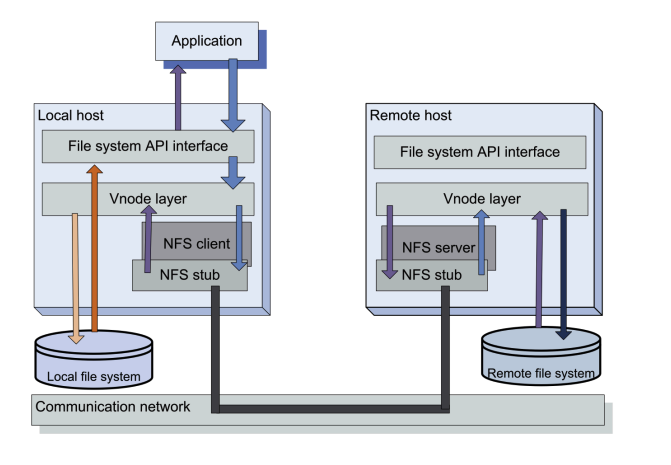 Application
Local host
File system API interface
Vnode layer
NFS client
NFS stub
Local file system
Remote host
File system API interface
Vnode layer
NFS server
NFS stub
Remote file system
Communication network